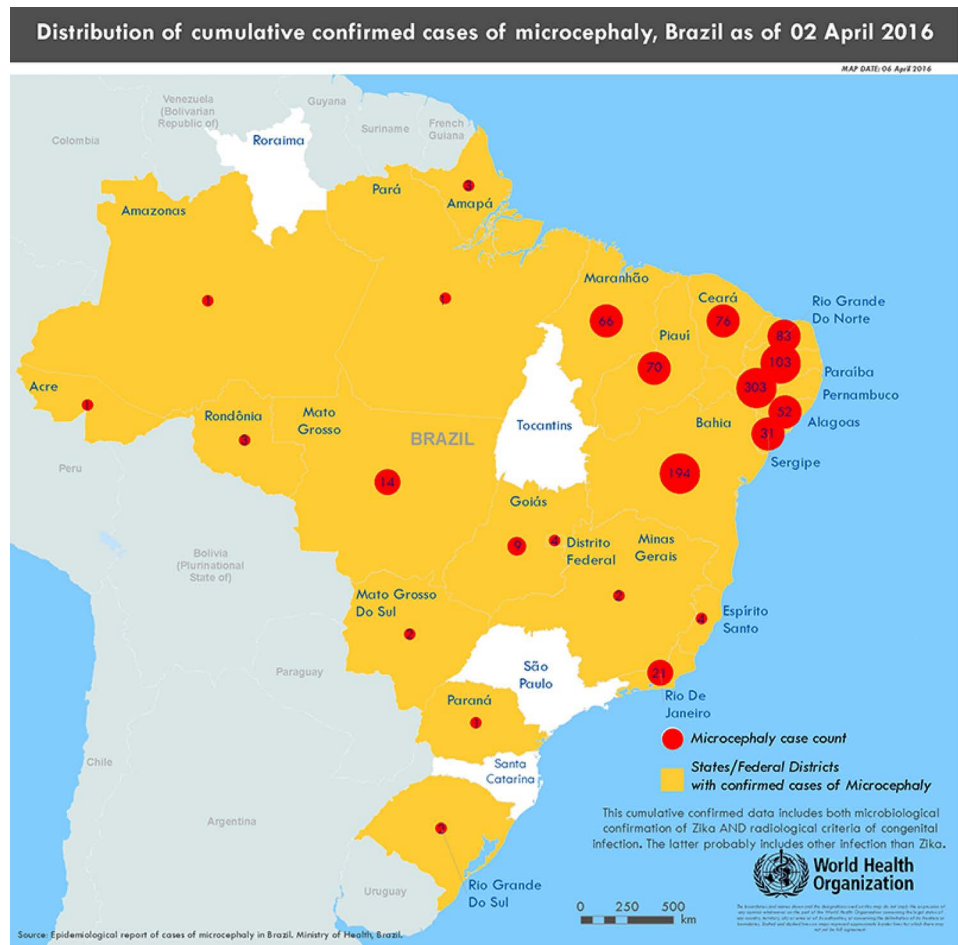 Distribution of cumulative confirmed cases of microcephaly, Brazil as of 02 April 2016
MAP DATE: 06 April 2016
Venezuela
(Bolivarian
Republic of)
Guyana
Suriname
French
Guiana
Colombia
Roraima
Amazonas
Pará
3
Amapá
1
1
Maranhão
66
Piauí
70
Ceará
76
Rio Grande
Do Norte
83
103
Paraíba
303
Pernambuco
52
Alagoas
31
Sergipe
Acre
1
Rondônia
3
Mato
Grosso
BRAZIL
14
Tocantins
Bahia
194
Peru
Goiás
9
4
Distrito
Federal
Minas
Gerais
2
Bolivia
(Plurinational
State of)
Mato Grosso
Do Sul
2
4
Espírito
Santo
São
Paulo
21
Rio De
Janeiro
Paraguay
Paraná
1
Santa
Catarina
Chile
Argentina
2
Rio Grande
Do Sul
Uruguay
Microcephaly case count
States/Federal Districts
with confirmed cases of Microcephaly
This cumulative confirmed data includes both microbiological
confirmation of Zika AND radiological criteria of congenital
infection. The latter probably includes other infection than Zika.
World Health
Organization
0 250 500
km
Source: Epidemiological report of cases of microcephaly in Brazil. Ministry of Health, Brazil.